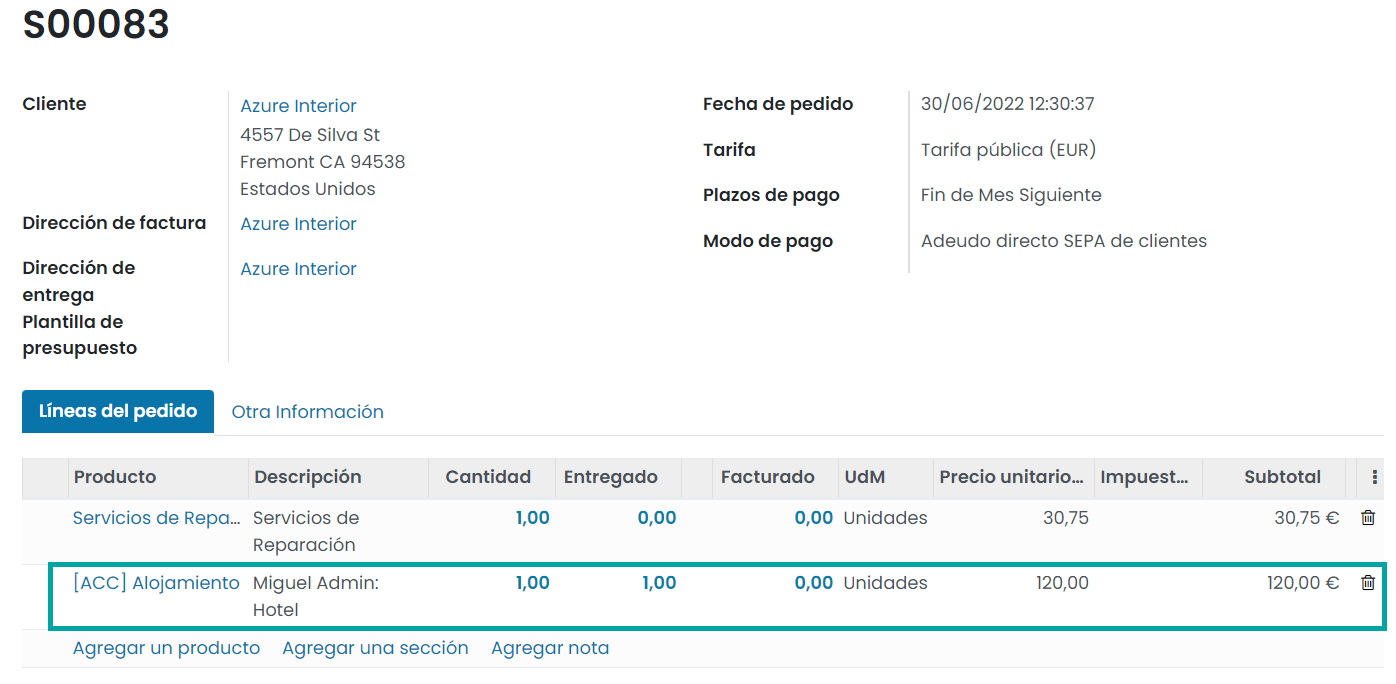 S00083
Cliente
Azure Interior
4557 De Silva St
Fremont CA 94538
Estados Unidos
Dirección de factura
Azure Interior
Dirección de
entrega
Azure Interior
Plantilla de
presupuesto
Fecha de pedido
30/06/2022 12:30:37
Tarifa
Tarifa pública (EUR)
Plazos de pago
Fin de Mes Siguiente
Modo de pago
Adeudo directo SEPA de clientes
Líneas del pedido
Otra Información
Producto Descripción Cantidad Entregado Facturado UdM Precio unitario... Impuest... Subtotal
Servicios de Repa... Servicios de 1,00 0,00 0,00 Unidades 30,75 30,75 €
Reparación
[ACC] Alojamiento Miguel Admin: 1,00 1,00 0,00 Unidades 120,00 120,00 €
Hotel
Agregar un producto Agregar una sección Agregar nota